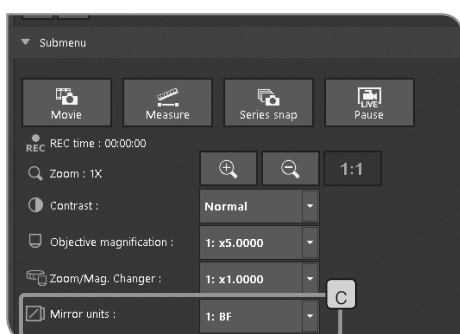 Submenu
Movie Measure Series snap LIVE Pause
REC REC time : 00:00:00
Zoom : 1X 1:1
Contrast : Normal
Objective magnification : 1: x5.0000
Zoom/Mag. Changer : 1: x1.0000
C
Mirror units : 1: BF